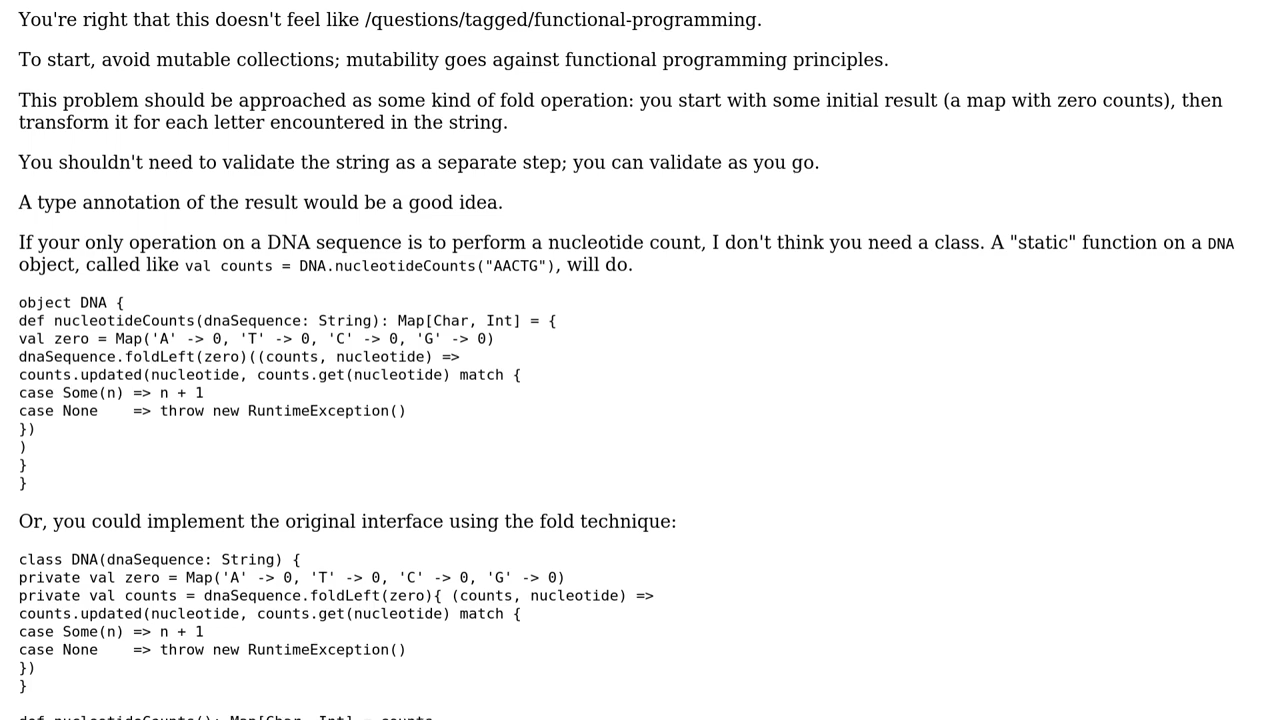 You're right that this doesn't feel like /questions/tagged/functional-programming.
To start, avoid mutable collections; mutability goes against functional programming principles.
This problem should be approached as some kind of fold operation: you start with some initial result (a map with zero counts), then
transform it for each letter encountered in the string.
You shouldn't need to validate the string as a separate step; you can validate as you go.
A type annotation of the result would be a good idea.
If your only operation on a DNA sequence is to perform a nucleotide count, I don't think you need a class. A "static" function on a DNA
object, called like val counts = DNA.nucleotideCounts("AACTG"), will do.
object DNA {
def nucleotideCounts(dnaSequence: String): Map[Char, Int] = {
val zero = Map('A' -> 0, 'T' -> 0, 'C' -> 0, 'G' -> 0)
dnaSequence.foldLeft(zero)((counts, nucleotide) =>
counts.updated(nucleotide, counts.get(nucleotide) match {
case Some(n) => n + 1
case None    => throw new RuntimeException()
})
)
}
}
Or, you could implement the original interface using the fold technique:
class DNA(dnaSequence: String) {
private val zero = Map('A' -> 0, 'T' -> 0, 'C' -> 0, 'G' -> 0)
private val counts = dnaSequence.foldLeft(zero){ (counts, nucleotide) =>
counts.updated(nucleotide, counts.get(nucleotide) match {
case Some(n) => n + 1
case None    => throw new RuntimeException()
})
}
def nucleotideCounts(): Map[Char, Int] = counts